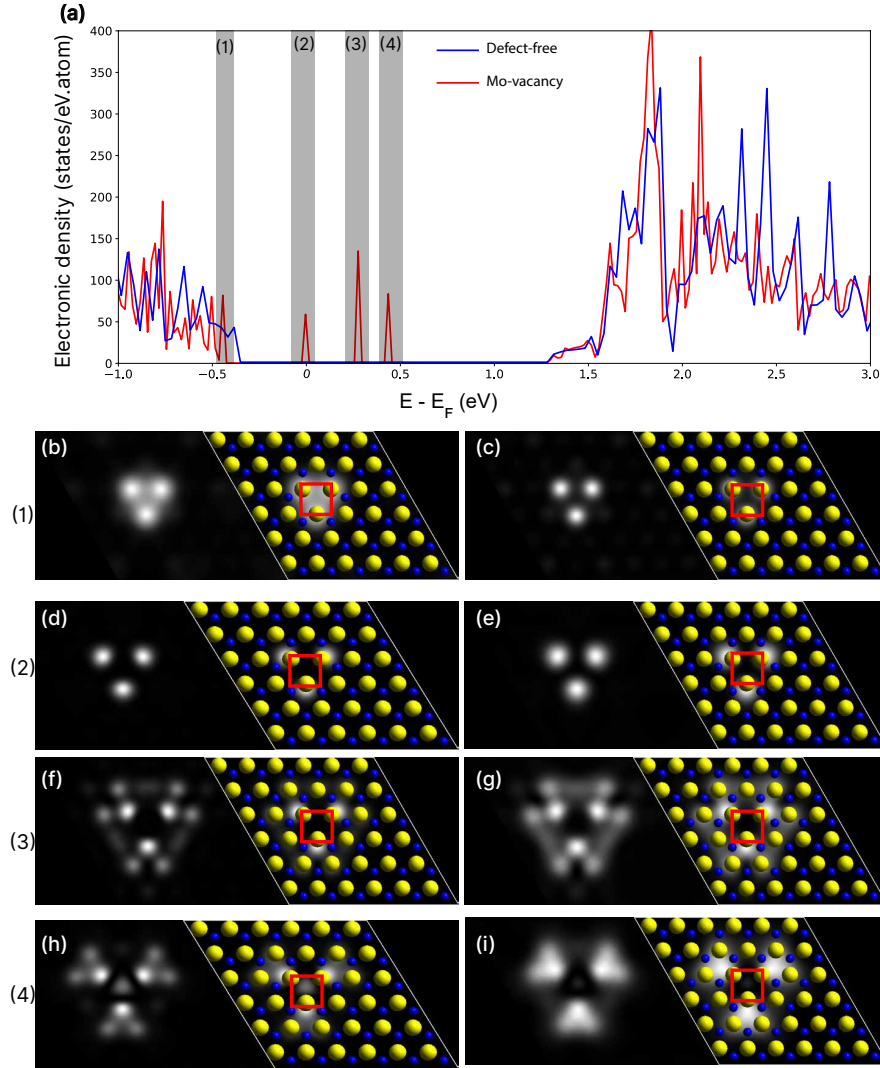 (a)
400
350
300
250
200
150
100
50
0
Electronic density (states/eV.atom)
(1) (2) (3) (4)
Defect-free
Mo-vacancy
-1.0 -0.5 0 0.5 1.0 1.5 2.0 2.5 3.0
E - E_F (eV)
(b) (c)
(1)
(d) (e)
(2)
(f) (g)
(3)
(h) (i)
(4)